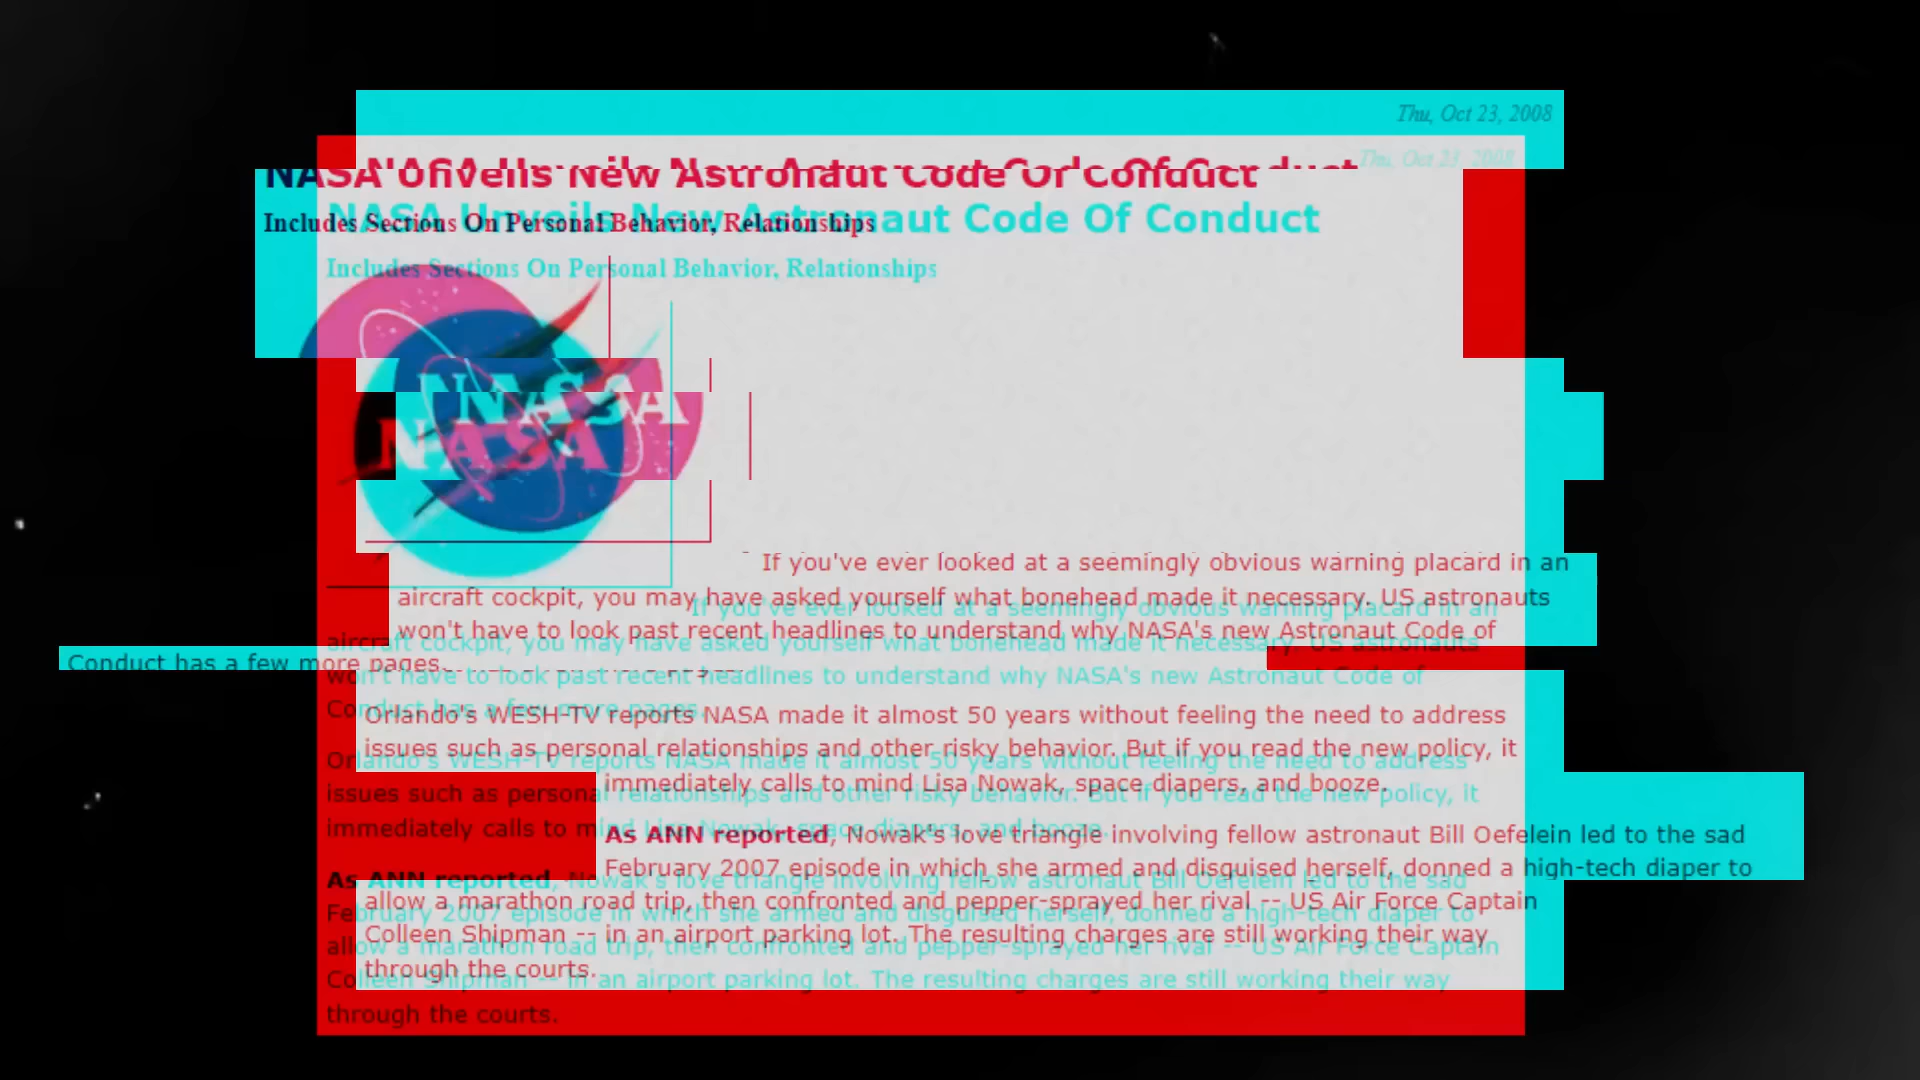 Thu, Oct 23, 2008
NASA Unveils New Astronaut Code Of Conduct
Includes Sections On Personal Behavior, Relationships
NASA
If you've ever looked at a seemingly obvious warning placard in an
aircraft cockpit, you may have asked yourself what bonehead made it necessary. US astronauts
won't have to look past recent headlines to understand why NASA's new Astronaut Code of
Conduct has a few more pages.
Orlando's WESH-TV reports NASA made it almost 50 years without feeling the need to address
issues such as personal relationships and other risky behavior. But if you read the new policy, it
immediately calls to mind Lisa Nowak, space diapers, and booze.
As ANN reported, Nowak's love triangle involving fellow astronaut Bill Oefelein led to the sad
February 2007 episode in which she armed and disguised herself, donned a high-tech diaper to
allow a marathon road trip, then confronted and pepper-sprayed her rival -- US Air Force Captain
Colleen Shipman -- in an airport parking lot. The resulting charges are still working their way
through the courts.